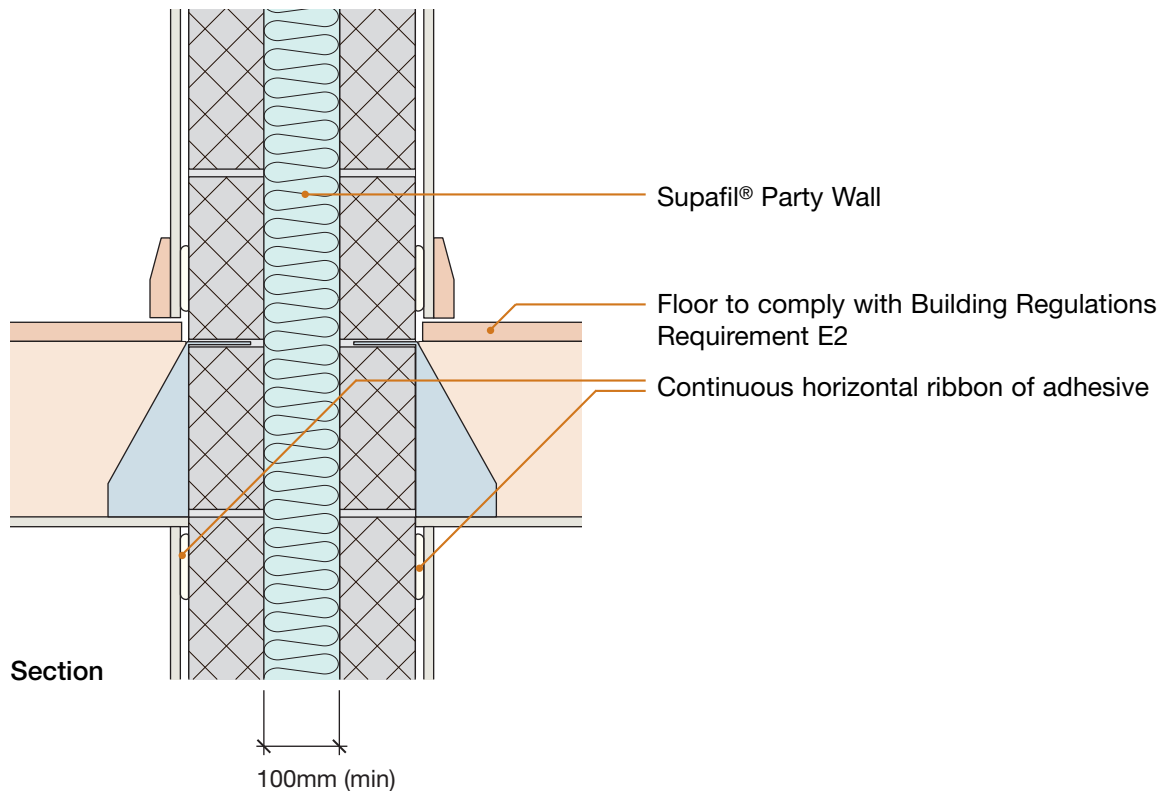 Supafil® Party Wall
Floor to comply with Building Regulations
Requirement E2
Continuous horizontal ribbon of adhesive
Section
100mm (min)